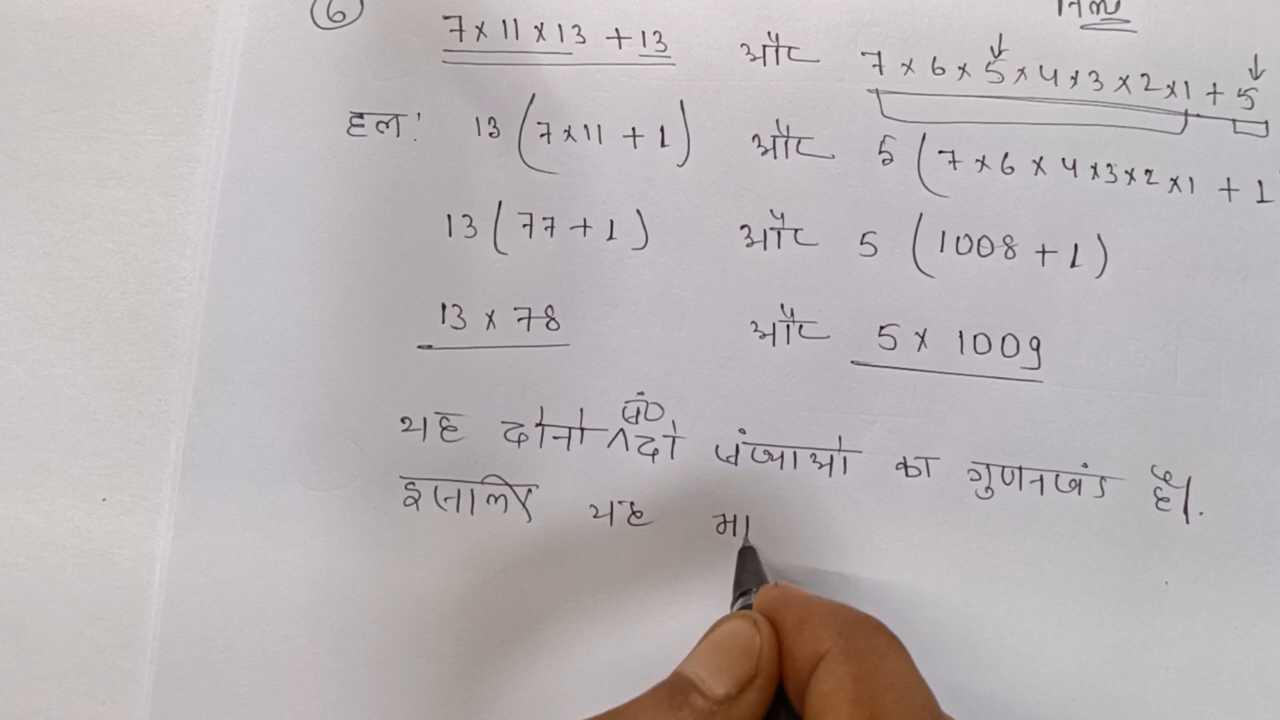 6 7 × 11 × 13 + 13 और 7 × 6 × 5 × 4 × 3 × 2 × 1 + 5
हल: 13 ( 7 × 11 + 1 ) और 5 ( 7 × 6 × 4 × 3 × 2 × 1 + 1
13 ( 77 + 1 ) और 5 ( 1008 + 1 )
13 × 78 और 5 × 1009
यह दोनो सं० दो संख्याओ का गुणनखंड है।
इसलिए यह भा